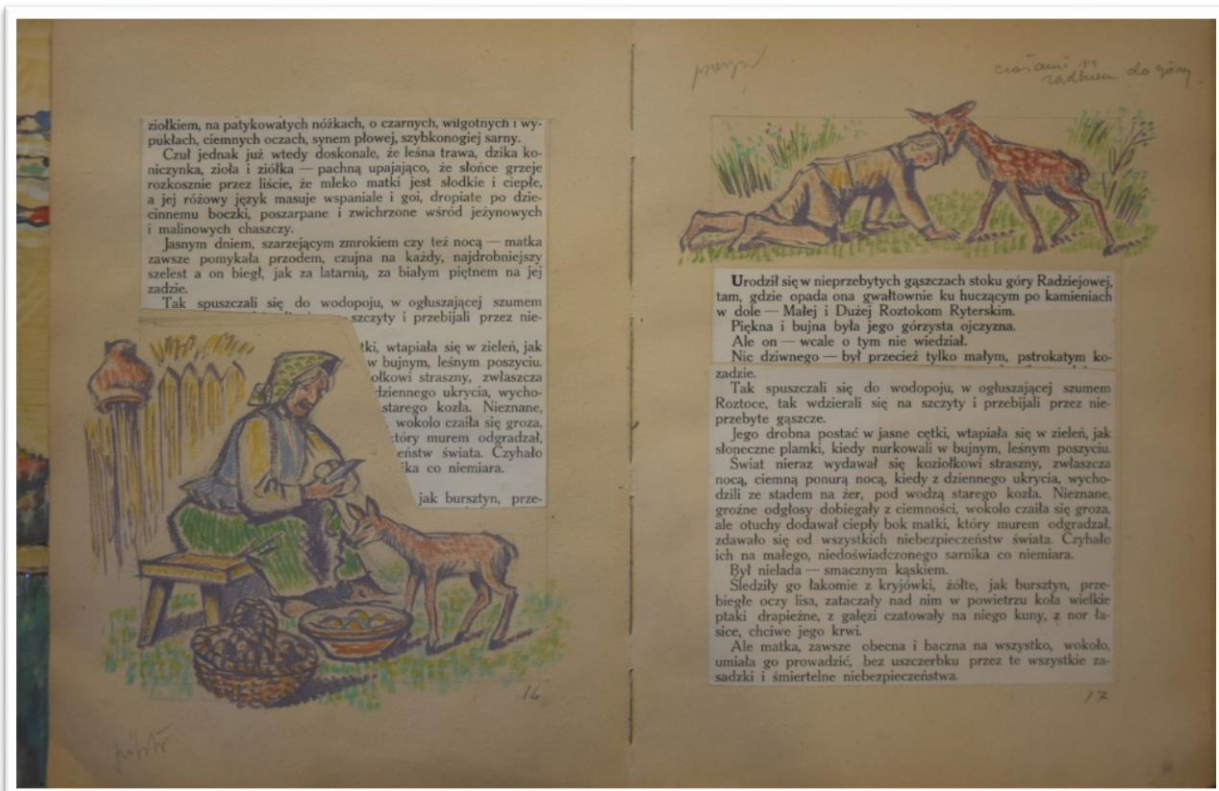 ziołkiem, na patykowatych nóżkach, o czarnych, wilgotnych i wy-
pukłach, ciemnych oczach, synem płowej, szybkonogiej sarny.
Czuł jednak już wtedy doskonale, że leśna trawa, dzika ko-
niczynka, zioła i ziółka — pachną upajająco, że słońce grzeje
rozkosznie przez liście, że mleko matki jest słodkie i ciepłe,
a jej różowy język masuje wspaniale i goi, dropiate po dzie-
cinnemu boczki, poszarpane i zwichrzone wśród jeżynowych
i malinowych chaszczy.
Jasnym dniem, szarzejącym zmrokiem czy też nocą — matka
zawsze pomykała przodem, czujna na każdy, najdrobniejszy
szelest a on biegł, jak za latarnią, za białym piętnem na jej
zadzie.
Tak spuszczali się do wodopoju, w ogłuszającej szumem
szczyty i przebijali przez nie-
tki, wtapiała się w zieleń, jak
w bujnym, leśnym poszyciu.
ołkowi straszny, zwłaszcza
dziennego ukrycia, wycho-
starego kozła. Nieznane,
wokoło czaiła się groza,
tóry murem odgradzał,
eństw świata. Czyhało
ika co niemiara.
jak bursztyn, prze-
16
do góry
Urodził się w nieprzebytych gąszczach stoku góry Radziejowej,
tam, gdzie opada ona gwałtownie ku huczącym po kamieniach
w dole — Małej i Dużej Roztokom Ryterskim.
Piękna i bujna była jego górzysta ojczyzna.
Ale on — wcale o tym nie wiedział.
Nic dziwnego — był przecież tylko małym, pstrokatym ko-
zadzie.
Tak spuszczali się do wodopoju, w ogłuszającej szumem
Roztoce, tak wdzierali się na szczyty i przebijali przez nie-
przebyte gąszcze.
Jego drobna postać w jasne cętki, wtapiała się w zieleń, jak
słoneczne plamki, kiedy nurkowali w bujnym, leśnym poszyciu.
Świat nieraz wydawał się koziołkowi straszny, zwłaszcza
nocą, ciemną ponurą nocą, kiedy z dziennego ukrycia, wycho-
dzili ze stadem na żer, pod wodzą starego kozła. Nieznane,
groźne odgłosy dobiegały z ciemności, wokoło czaiła się groza,
ale otuchy dodawał ciepły bok matki, który murem odgradzał,
zdawało się od wszystkich niebezpieczeństw świata. Czyhało
ich na małego, niedoświadczonego sarnika co niemiara.
Był nielada — smacznym kąskiem.
Śledziły go łakomie z kryjówki, żółte, jak bursztyn, prze-
biegłe oczy lisa, zataczały nad nim w powietrzu koła wielkie
ptaki drapieżne, z gałęzi czatowały na niego kuny, z nor ła-
sice, chciwe jego krwi.
Ale matka, zawsze obecna i baczna na wszystko, wokoło,
umiała go prowadzić, bez uszczerbku przez te wszystkie za-
sadzki i śmiertelne niebezpieczeństwa.
17